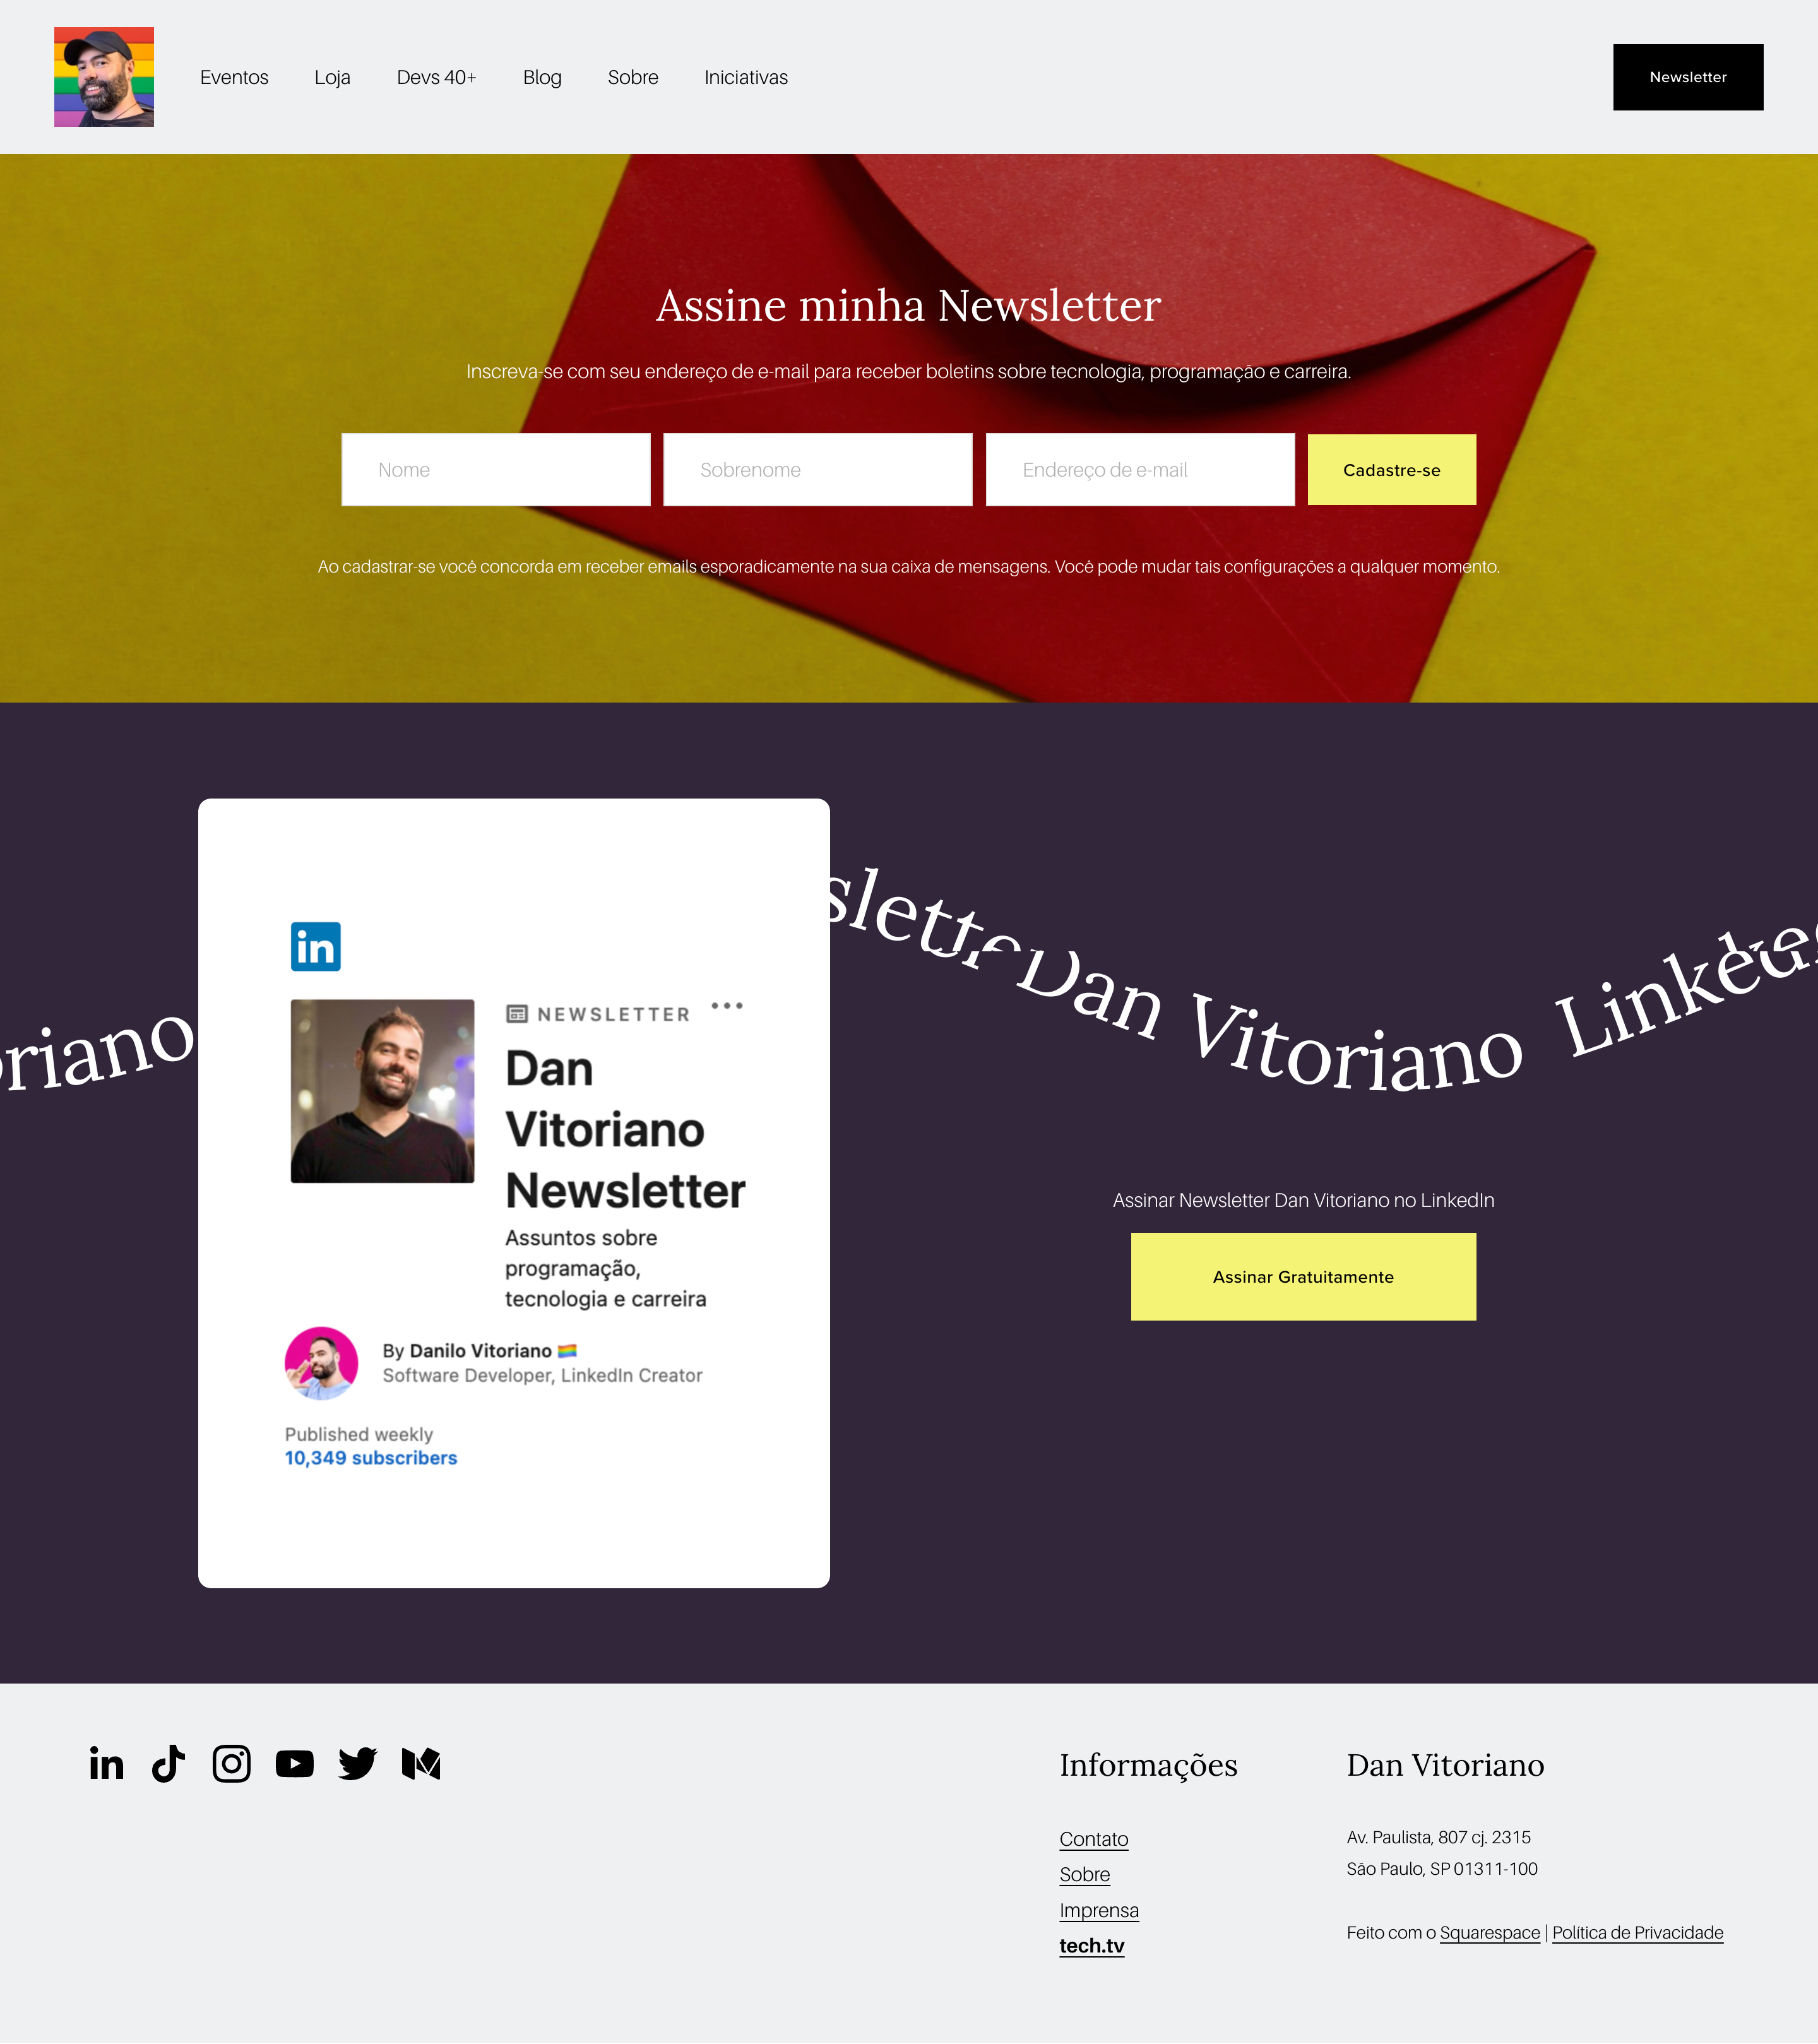 Eventos
Loja
Devs 40+
Blog
Sobre
Iniciativas
Newsletter
Assine minha Newsletter
Inscreva-se com seu endereço de e-mail para receber boletins sobre tecnologia, programação e carreira.
Nome
Sobrenome
Endereço de e-mail
Cadastre-se
Ao cadastrar-se você concorda em receber emails esporadicamente na sua caixa de mensagens. Você pode mudar tais configurações a qualquer momento.
in
NEWSLETTER
Dan
Vitoriano
Newsletter
Assuntos sobre
programação,
tecnologia e carreira
By Danilo Vitoriano
Software Developer, LinkedIn Creator
Published weekly
10,349 subscribers
oriano
sletter Dan Vitoriano Linked
Assinar Newsletter Dan Vitoriano no LinkedIn
Assinar Gratuitamente
in
Informações
Contato
Sobre
Imprensa
tech.tv
Dan Vitoriano
Av. Paulista, 807 cj. 2315
São Paulo, SP 01311-100
Feito com o Squarespace | Política de Privacidade